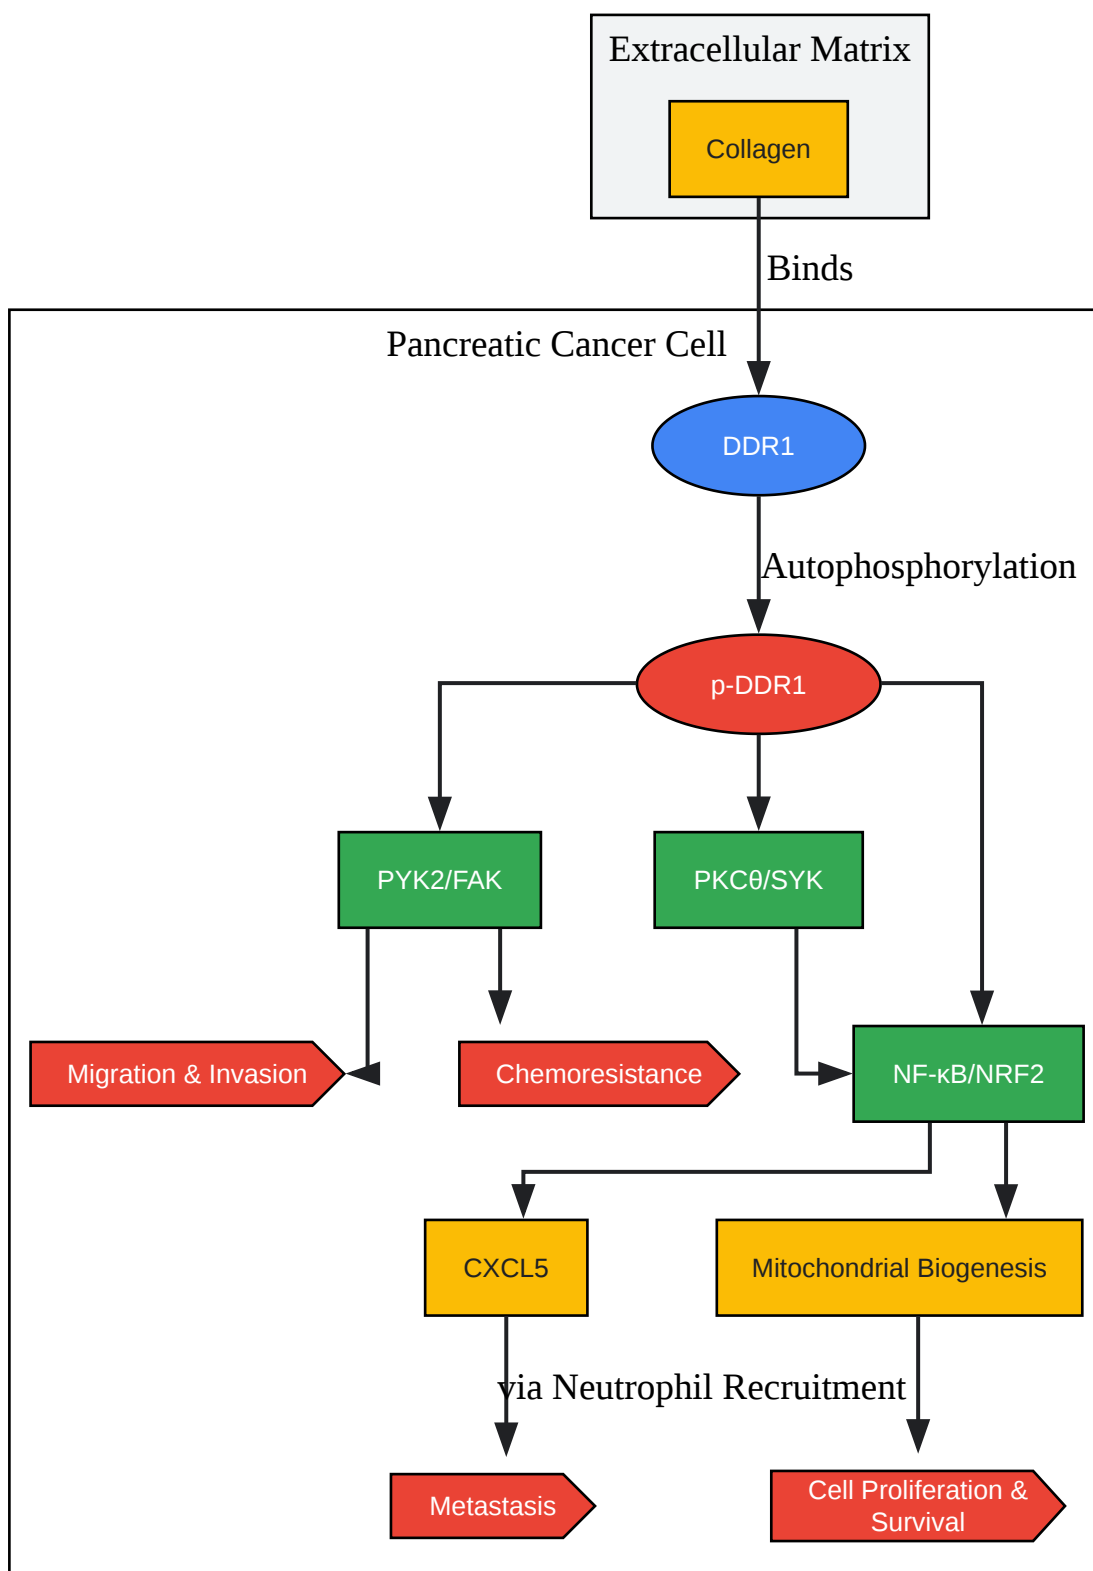 Extracellular Matrix
Collagen
Binds
Pancreatic Cancer Cell
DDR1
Autophosphorylation
p-DDR1
PYK2/FAK
PKCθ/SYK
Migration & Invasion
Chemoresistance
NF-κB/NRF2
CXCL5
Mitochondrial Biogenesis
via Neutrophil Recruitment
Metastasis
Cell Proliferation &
Survival